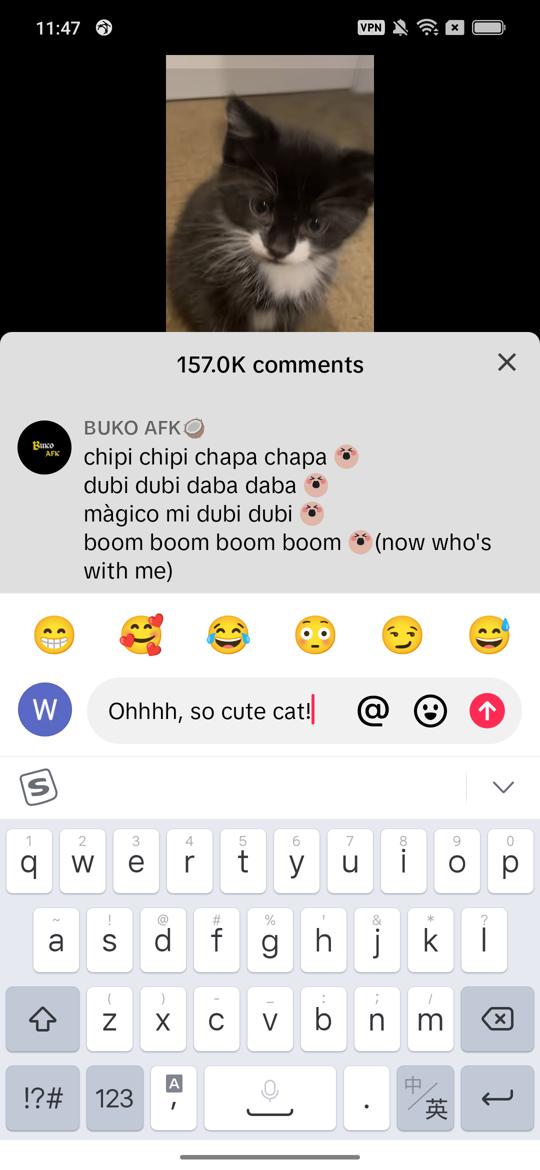 11:47
VPN
157.0K comments
Buko
AFK
BUKO AFK🥥
chipi chipi chapa chapa
dubi dubi daba daba
màgico mi dubi dubi
boom boom boom boom (now who's
with me)
W
Ohhhh, so cute cat!
@
S
1 2 3 4 5 6 7 8 9 0
q w e r t y u i o p
~ ! @ # % ' & * ?
a s d f g h j k l
( ) - _ : ; /
z x c v b n m
!?# 123 A , . 中/英